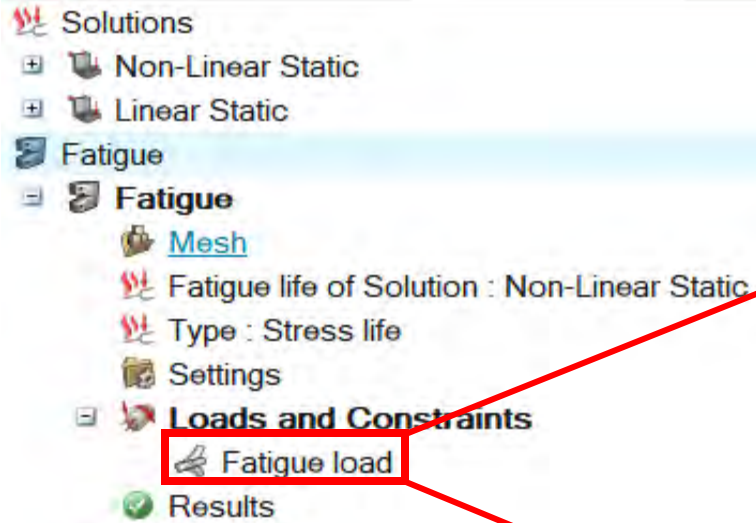 Solutions
Non-Linear Static
Linear Static
Fatigue
Fatigue
Mesh
Fatigue life of Solution : Non-Linear Static
Type : Stress life
Settings
Loads and Constraints
Fatigue load
Results